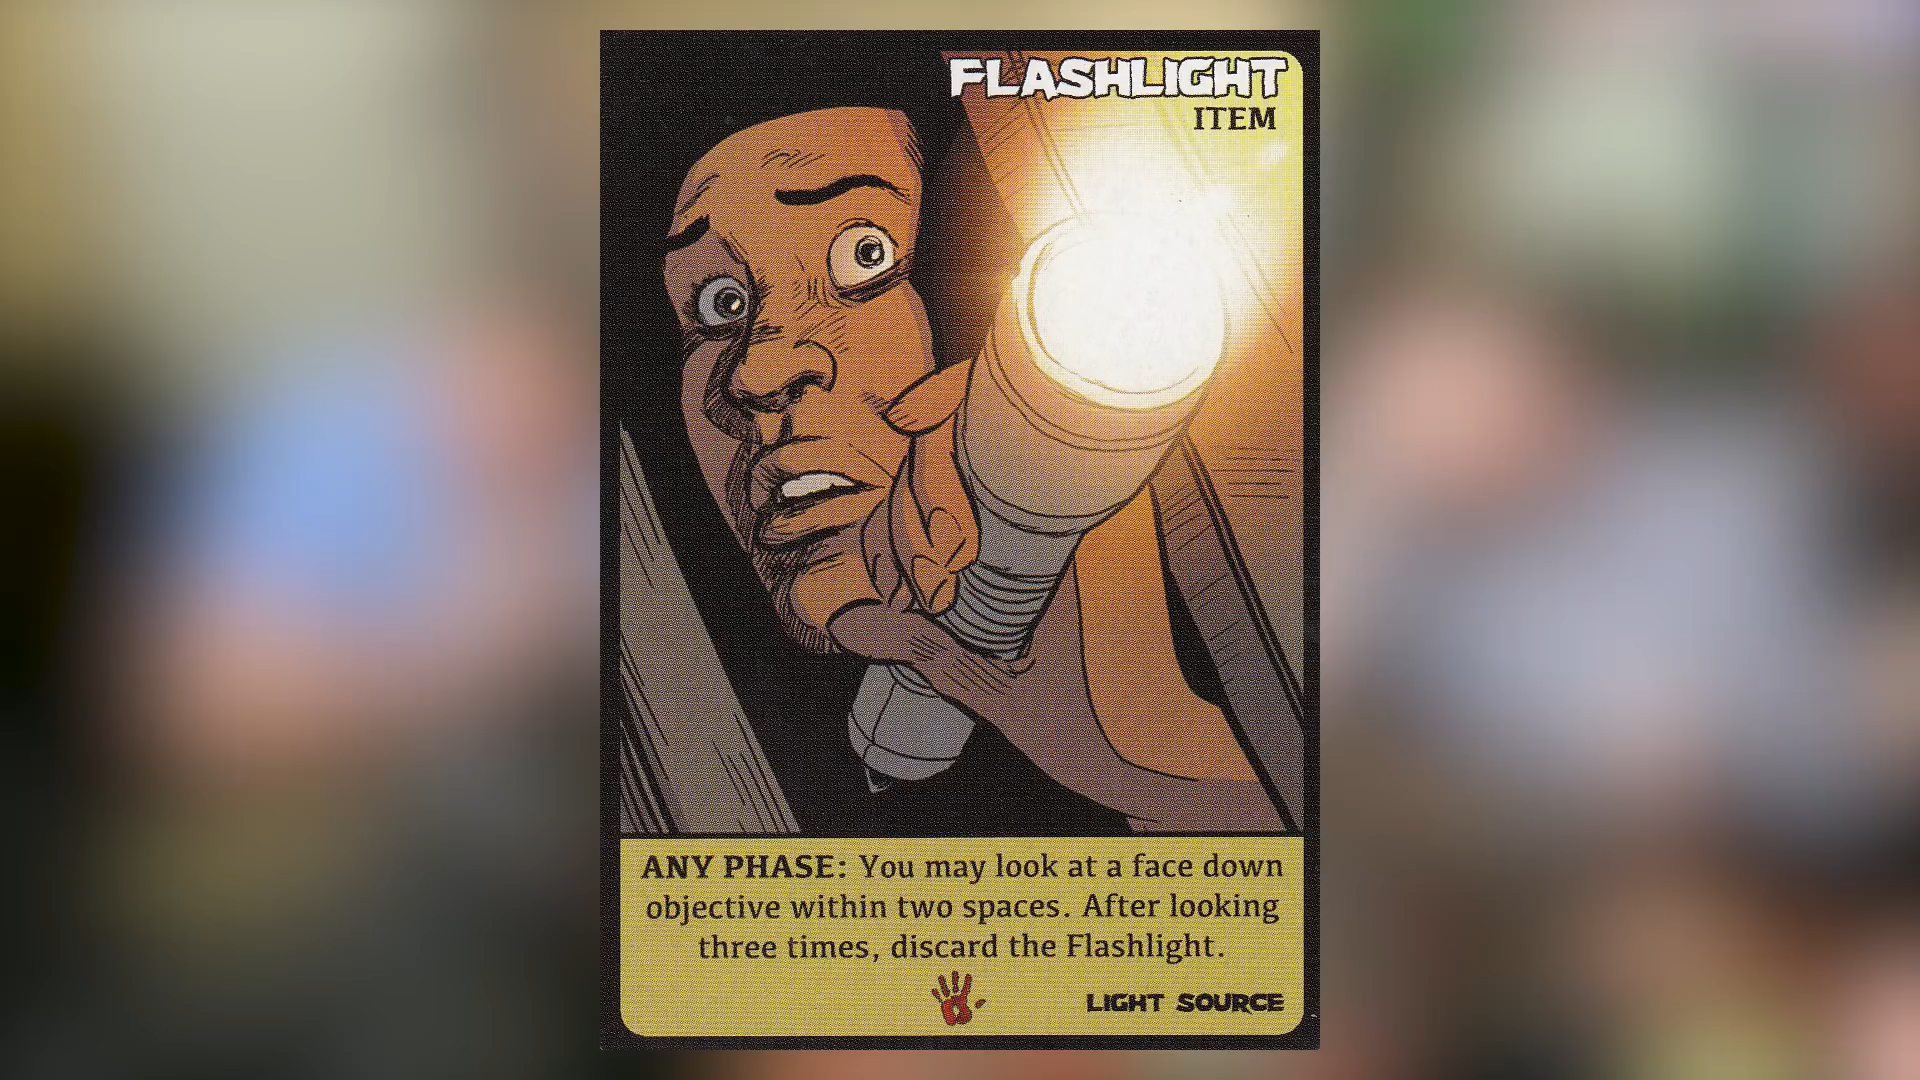 FLASHLIGHT
ITEM
ANY PHASE: You may look at a face down
objective within two spaces. After looking
three times, discard the Flashlight.
LIGHT SOURCE